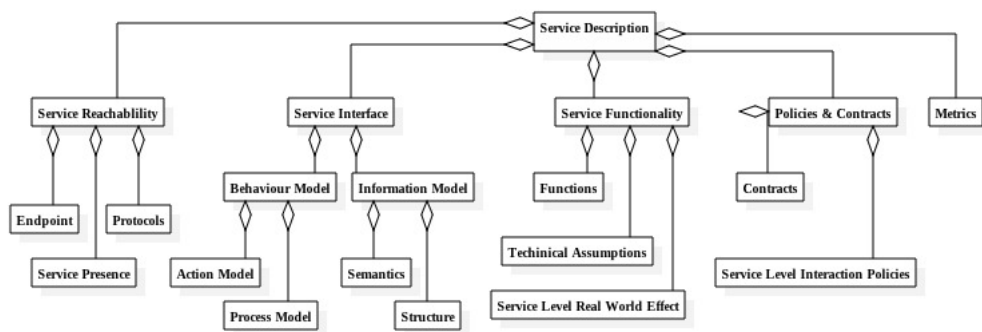 Service Description
Service Reachablility
Service Interface
Service Functionality
Policies & Contracts
Metrics
Behaviour Model
Information Model
Functions
Contracts
Endpoint
Protocols
Techinical Assumptions
Service Presence
Action Model
Semantics
Service Level Interaction Policies
Service Level Real World Effect
Process Model
Structure